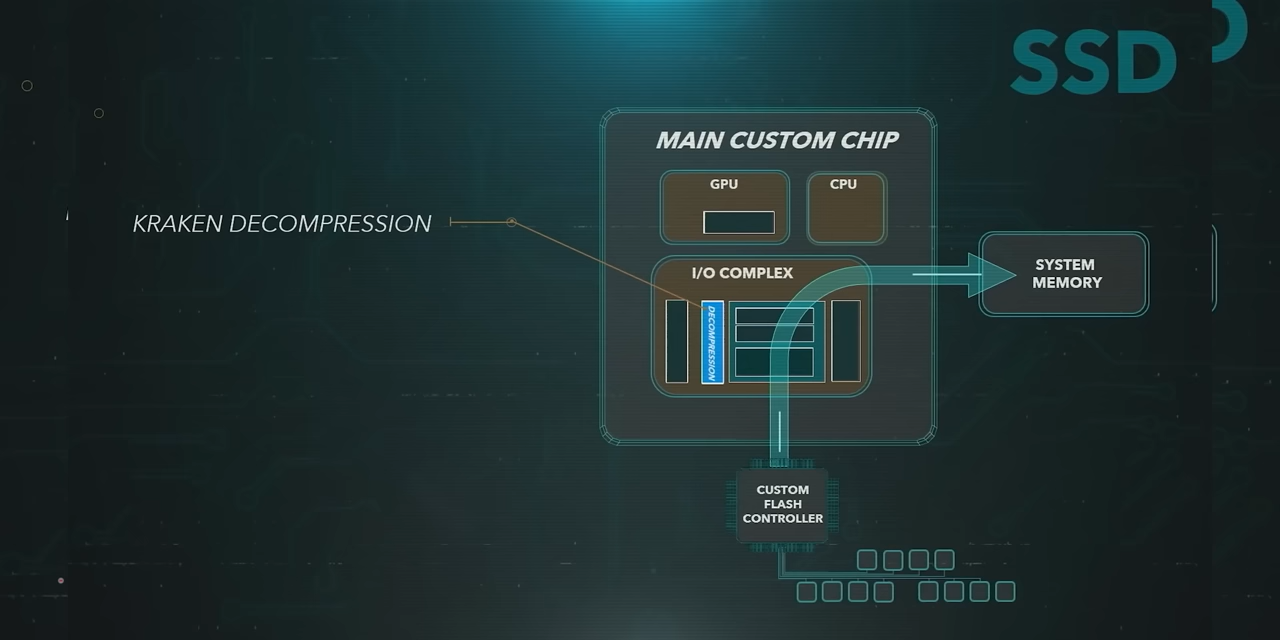 SSD
MAIN CUSTOM CHIP
GPU
CPU
KRAKEN DECOMPRESSION
I/O COMPLEX
DECOMPRESSION
SYSTEM
MEMORY
CUSTOM
FLASH
CONTROLLER